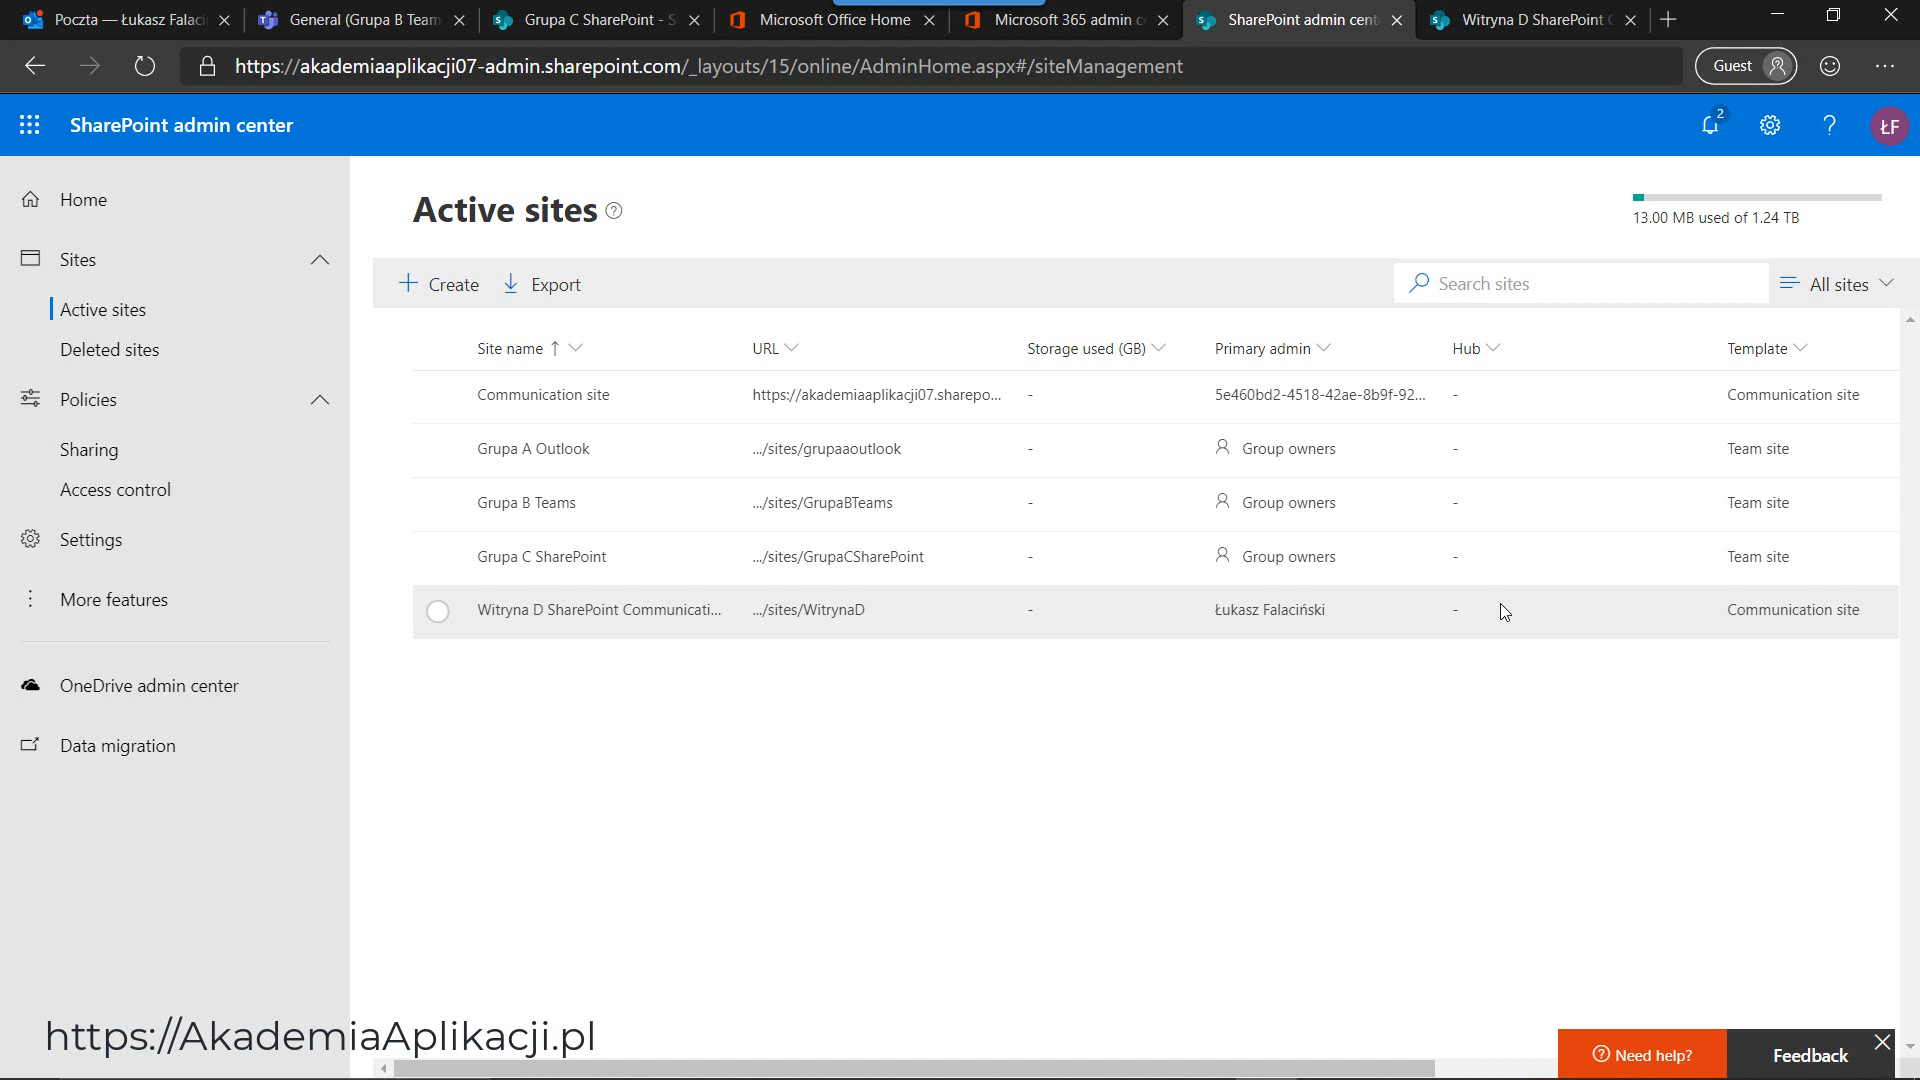 Poczta — Łukasz Falaci
General (Grupa B Team
Grupa C SharePoint - S
Microsoft Office Home
Microsoft 365 admin c
SharePoint admin cent
Witryna D SharePoint C
https://akademiaaplikacji07-admin.sharepoint.com/_layouts/15/online/AdminHome.aspx#/siteManagement
Guest
SharePoint admin center
2
ŁF
Home
Sites
Active sites
Deleted sites
Policies
Sharing
Access control
Settings
More features
OneDrive admin center
Data migration
Active sites
13.00 MB used of 1.24 TB
Create
Export
Search sites
All sites
Site name ↑ URL Storage used (GB) Primary admin Hub Template
Communication site https://akademiaaplikacji07.sharepo... - 5e460bd2-4518-42ae-8b9f-92... - Communication site
Grupa A Outlook .../sites/grupaaoutlook - Group owners - Team site
Grupa B Teams .../sites/GrupaBTeams - Group owners - Team site
Grupa C SharePoint .../sites/GrupaCSharePoint - Group owners - Team site
Witryna D SharePoint Communicati... .../sites/WitrynaD - Łukasz Falaciński - Communication site
https://AkademiaAplikacji.pl
Need help?
Feedback